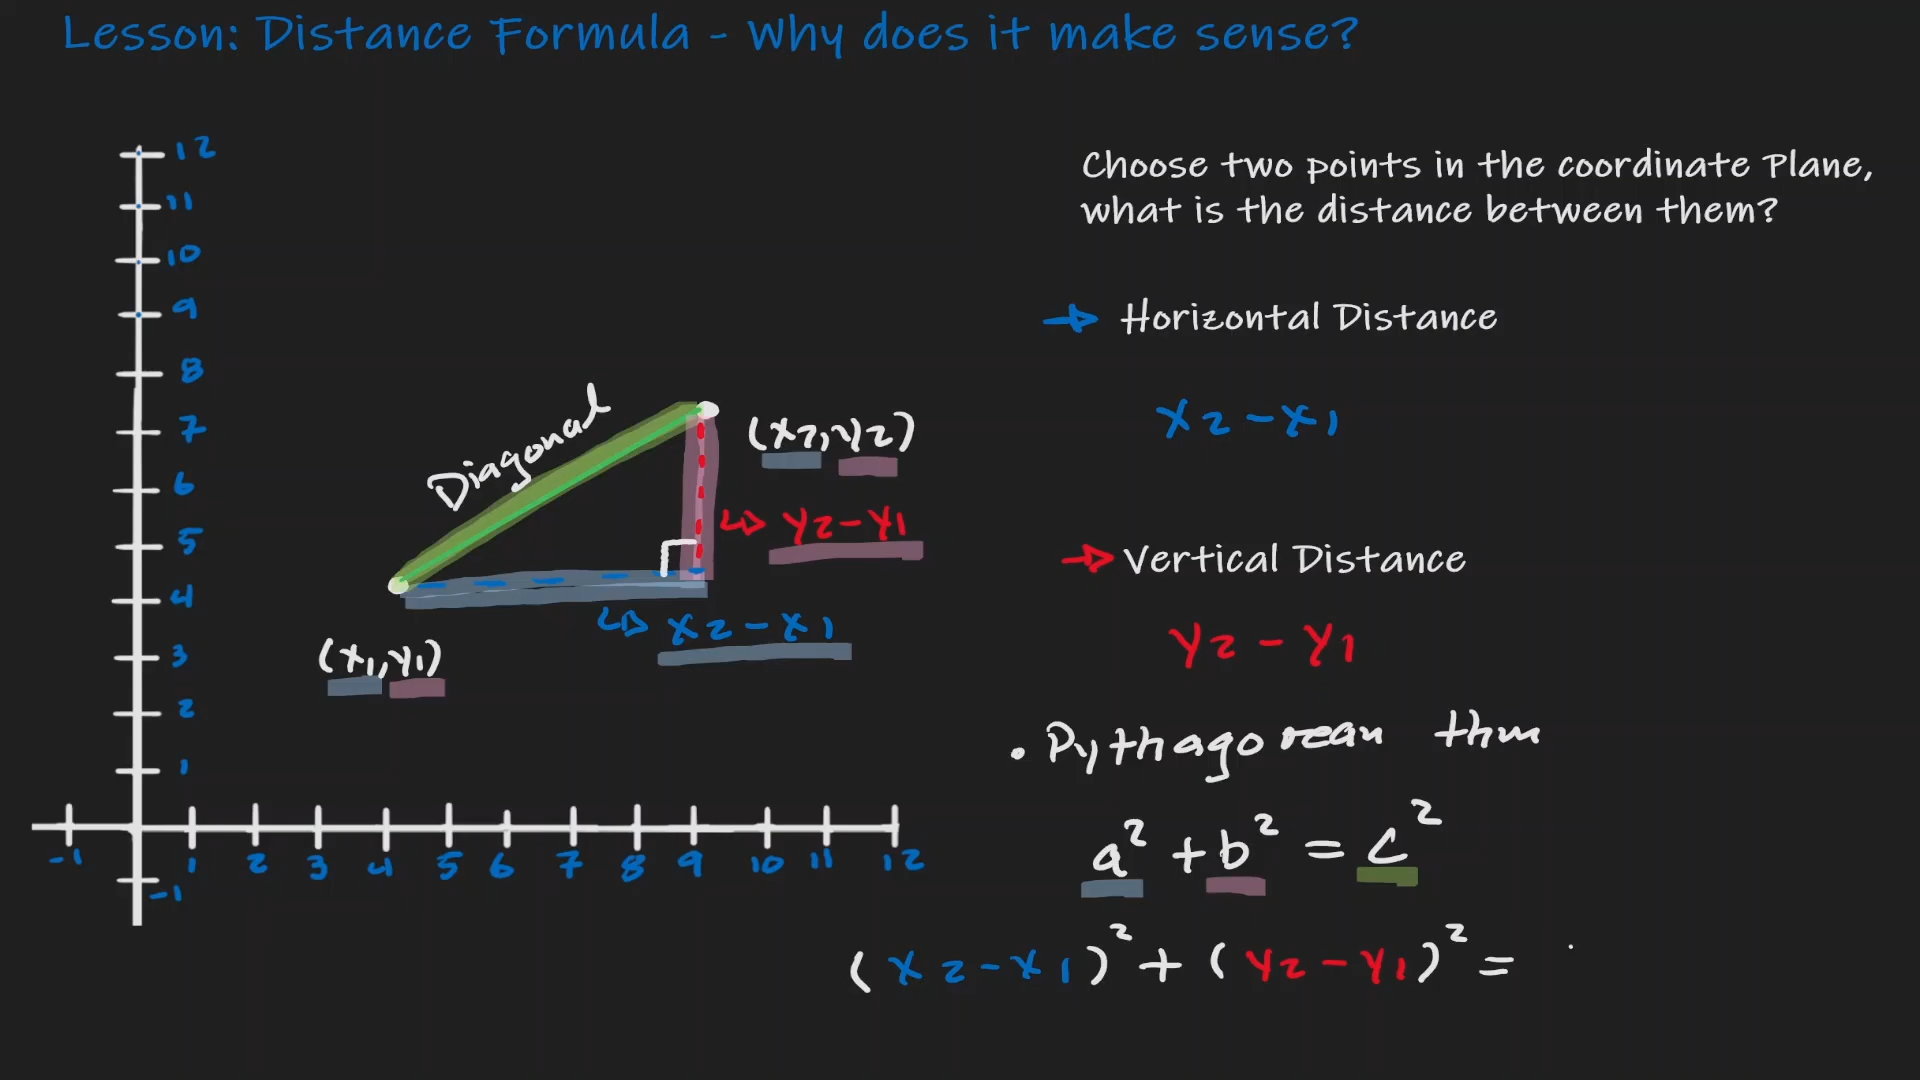 Lesson: Distance Formula - Why does it make sense?
Choose two points in the coordinate Plane,
what is the distance between them?
Horizontal Distance
x2 - x1
Vertical Distance
y2 - y1
• Pythagorean thm
a² + b² = c²
(x2 - x1)² + (y2 - y1)² =
12
11
10
9
8
7
6
5
4
3
2
1
-1
-1 1 2 3 4 5 6 7 8 9 10 11 12
Diagonal
(x2,y2)
y2 - y1
x2 - x1
(x1,y1)